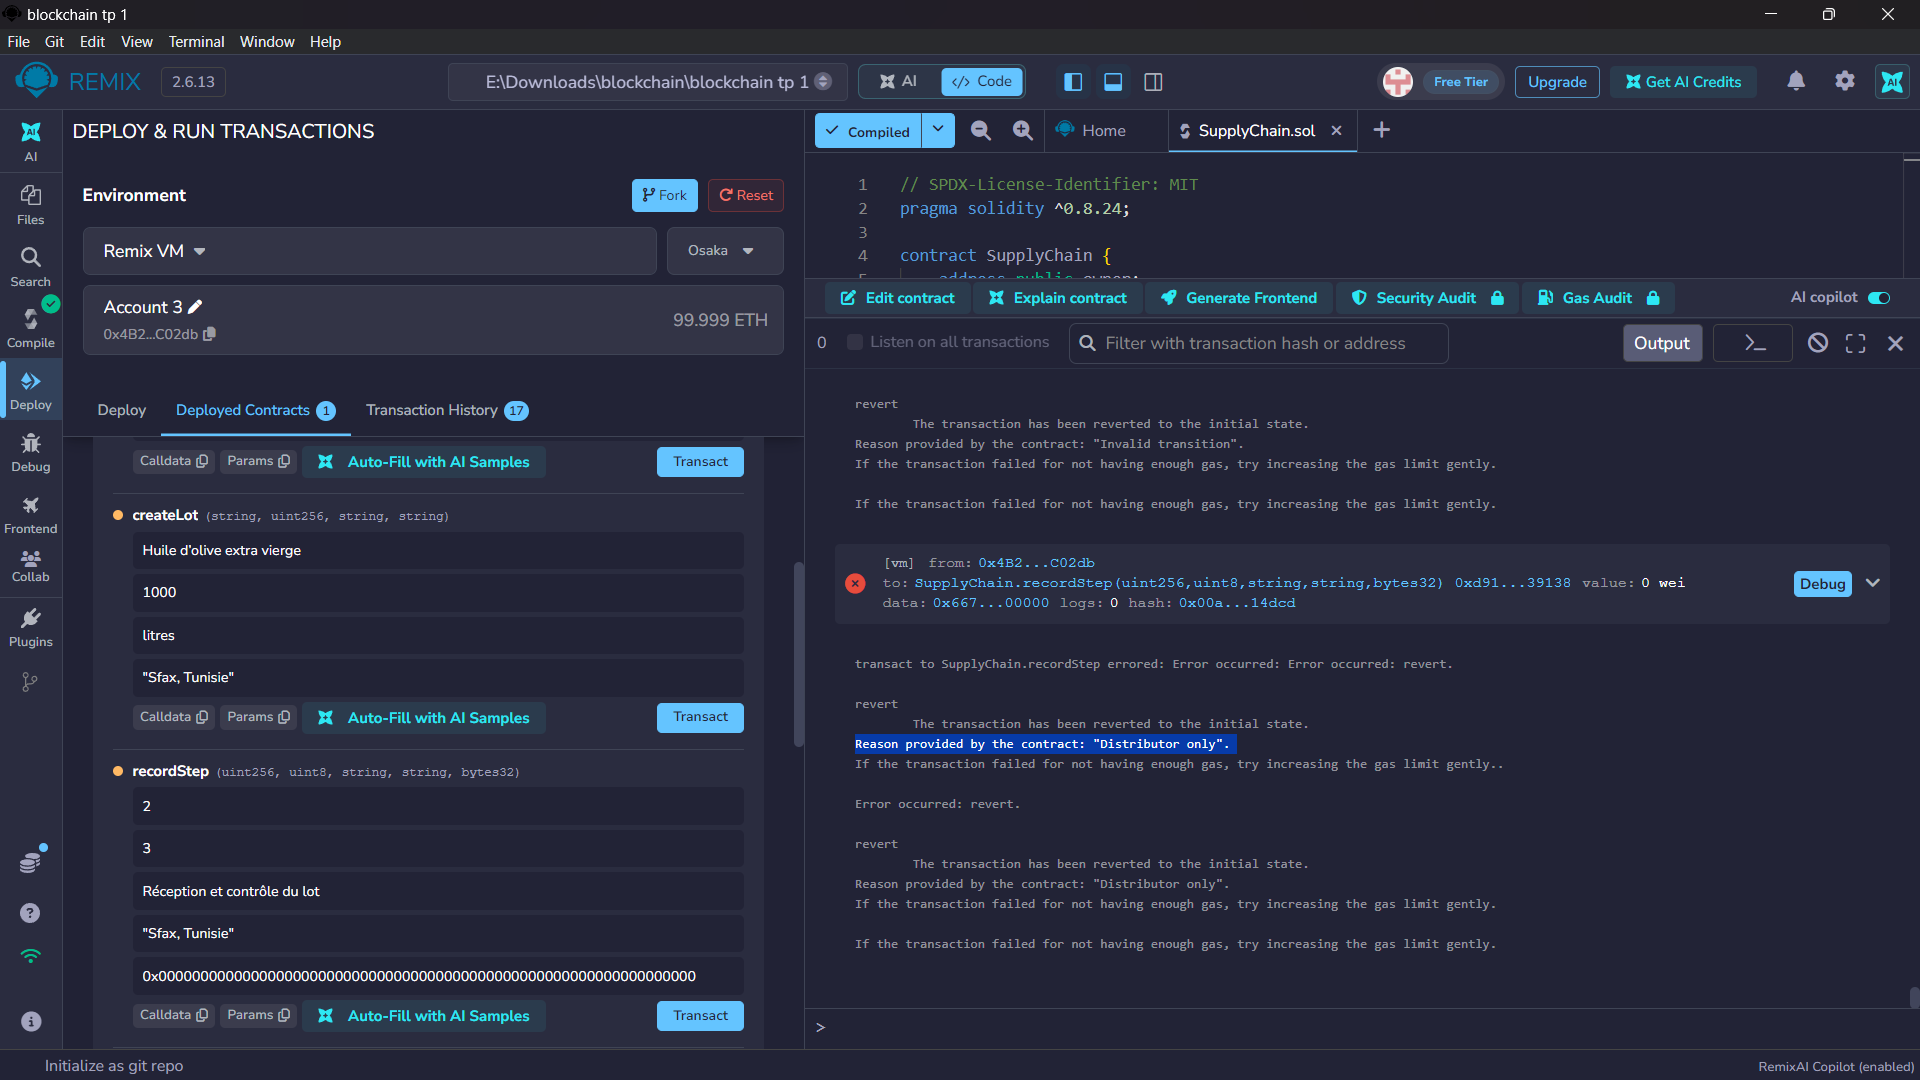 blockchain tp 1
File Git Edit View Terminal Window Help
REMIX 2.6.13 E:\Downloads\blockchain\blockchain tp 1 AI </> Code Free Tier Upgrade Get AI Credits AI
AI
Files
Search
Compile
Deploy
Debug
Frontend
Collab
Plugins
DEPLOY & RUN TRANSACTIONS
Environment Fork Reset
Remix VM Osaka
Account 3
0x4B2...C02db
99.999 ETH
Deploy Deployed Contracts 1 Transaction History 17
Calldata Params Auto-Fill with AI Samples Transact
createLot (string, uint256, string, string)
Huile d'olive extra vierge
1000
litres
"Sfax, Tunisie"
Calldata Params Auto-Fill with AI Samples Transact
recordStep (uint256, uint8, string, string, bytes32)
2
3
Réception et contrôle du lot
"Sfax, Tunisie"
0x0000000000000000000000000000000000000000000000000000000000000000
Calldata Params Auto-Fill with AI Samples Transact
Compiled Home SupplyChain.sol
1 // SPDX-License-Identifier: MIT
2 pragma solidity ^0.8.24;
3
4 contract SupplyChain {
5 address public owner;
Edit contract Explain contract Generate Frontend Security Audit Gas Audit AI copilot
0 Listen on all transactions Filter with transaction hash or address Output >_
revert
The transaction has been reverted to the initial state.
Reason provided by the contract: "Invalid transition".
If the transaction failed for not having enough gas, try increasing the gas limit gently.
If the transaction failed for not having enough gas, try increasing the gas limit gently.
[vm] from: 0x4B2...C02db
to: SupplyChain.recordStep(uint256,uint8,string,string,bytes32) 0xd91...39138 value: 0 wei
data: 0x667...00000 logs: 0 hash: 0x00a...14dcd
Debug
transact to SupplyChain.recordStep errored: Error occurred: Error occurred: revert.
revert
The transaction has been reverted to the initial state.
Reason provided by the contract: "Distributor only".
If the transaction failed for not having enough gas, try increasing the gas limit gently..
Error occurred: revert.
revert
The transaction has been reverted to the initial state.
Reason provided by the contract: "Distributor only".
If the transaction failed for not having enough gas, try increasing the gas limit gently.
If the transaction failed for not having enough gas, try increasing the gas limit gently.
>
Initialize as git repo
RemixAI Copilot (enabled)